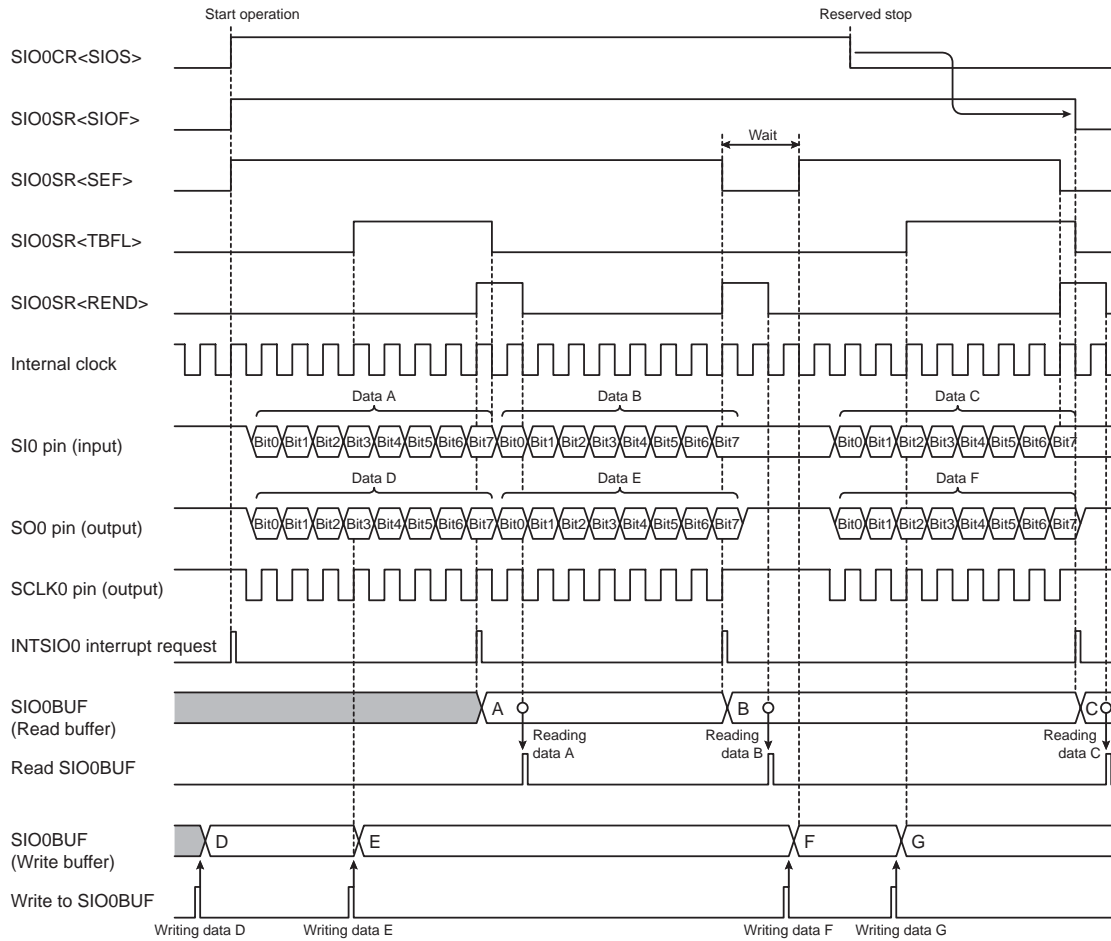 Start operation
Reserved stop
SIO0CR<SIOS>
SIO0SR<SIOF>
Wait
SIO0SR<SEF>
SIO0SR<TBFL>
SIO0SR<REND>
Internal clock
Data A
Data B
Data C
SI0 pin (input)
Bit0 Bit1 Bit2 Bit3 Bit4 Bit5 Bit6 Bit7 Bit0 Bit1 Bit2 Bit3 Bit4 Bit5 Bit6 Bit7 Bit0 Bit1 Bit2 Bit3 Bit4 Bit5 Bit6 Bit7
Data D
Data E
Data F
SO0 pin (output)
Bit0 Bit1 Bit2 Bit3 Bit4 Bit5 Bit6 Bit7 Bit0 Bit1 Bit2 Bit3 Bit4 Bit5 Bit6 Bit7 Bit0 Bit1 Bit2 Bit3 Bit4 Bit5 Bit6 Bit7
SCLK0 pin (output)
INTSIO0 interrupt request
SIO0BUF
(Read buffer)
A
B
C
Reading
data A
Reading
data B
Reading
data C
Read SIO0BUF
SIO0BUF
(Write buffer)
D
E
F
G
Write to SIO0BUF
Writing data D
Writing data E
Writing data F
Writing data G